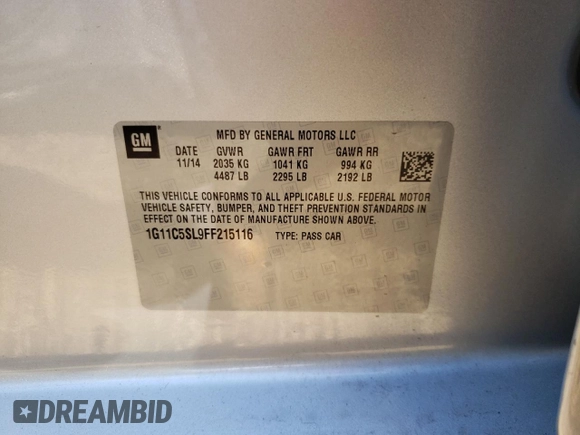 GM
MFD BY GENERAL MOTORS LLC
DATE GVWR GAWR FRT GAWR RR
11/14 2035 KG 1041 KG 994 KG
4487 LB 2295 LB 2192 LB
THIS VEHICLE CONFORMS TO ALL APPLICABLE U.S. FEDERAL MOTOR
VEHICLE SAFETY, BUMPER, AND THEFT PREVENTION STANDARDS IN
EFFECT ON THE DATE OF MANUFACTURE SHOWN ABOVE.
1G11C5SL9FF215116 TYPE: PASS CAR
DREAMBID